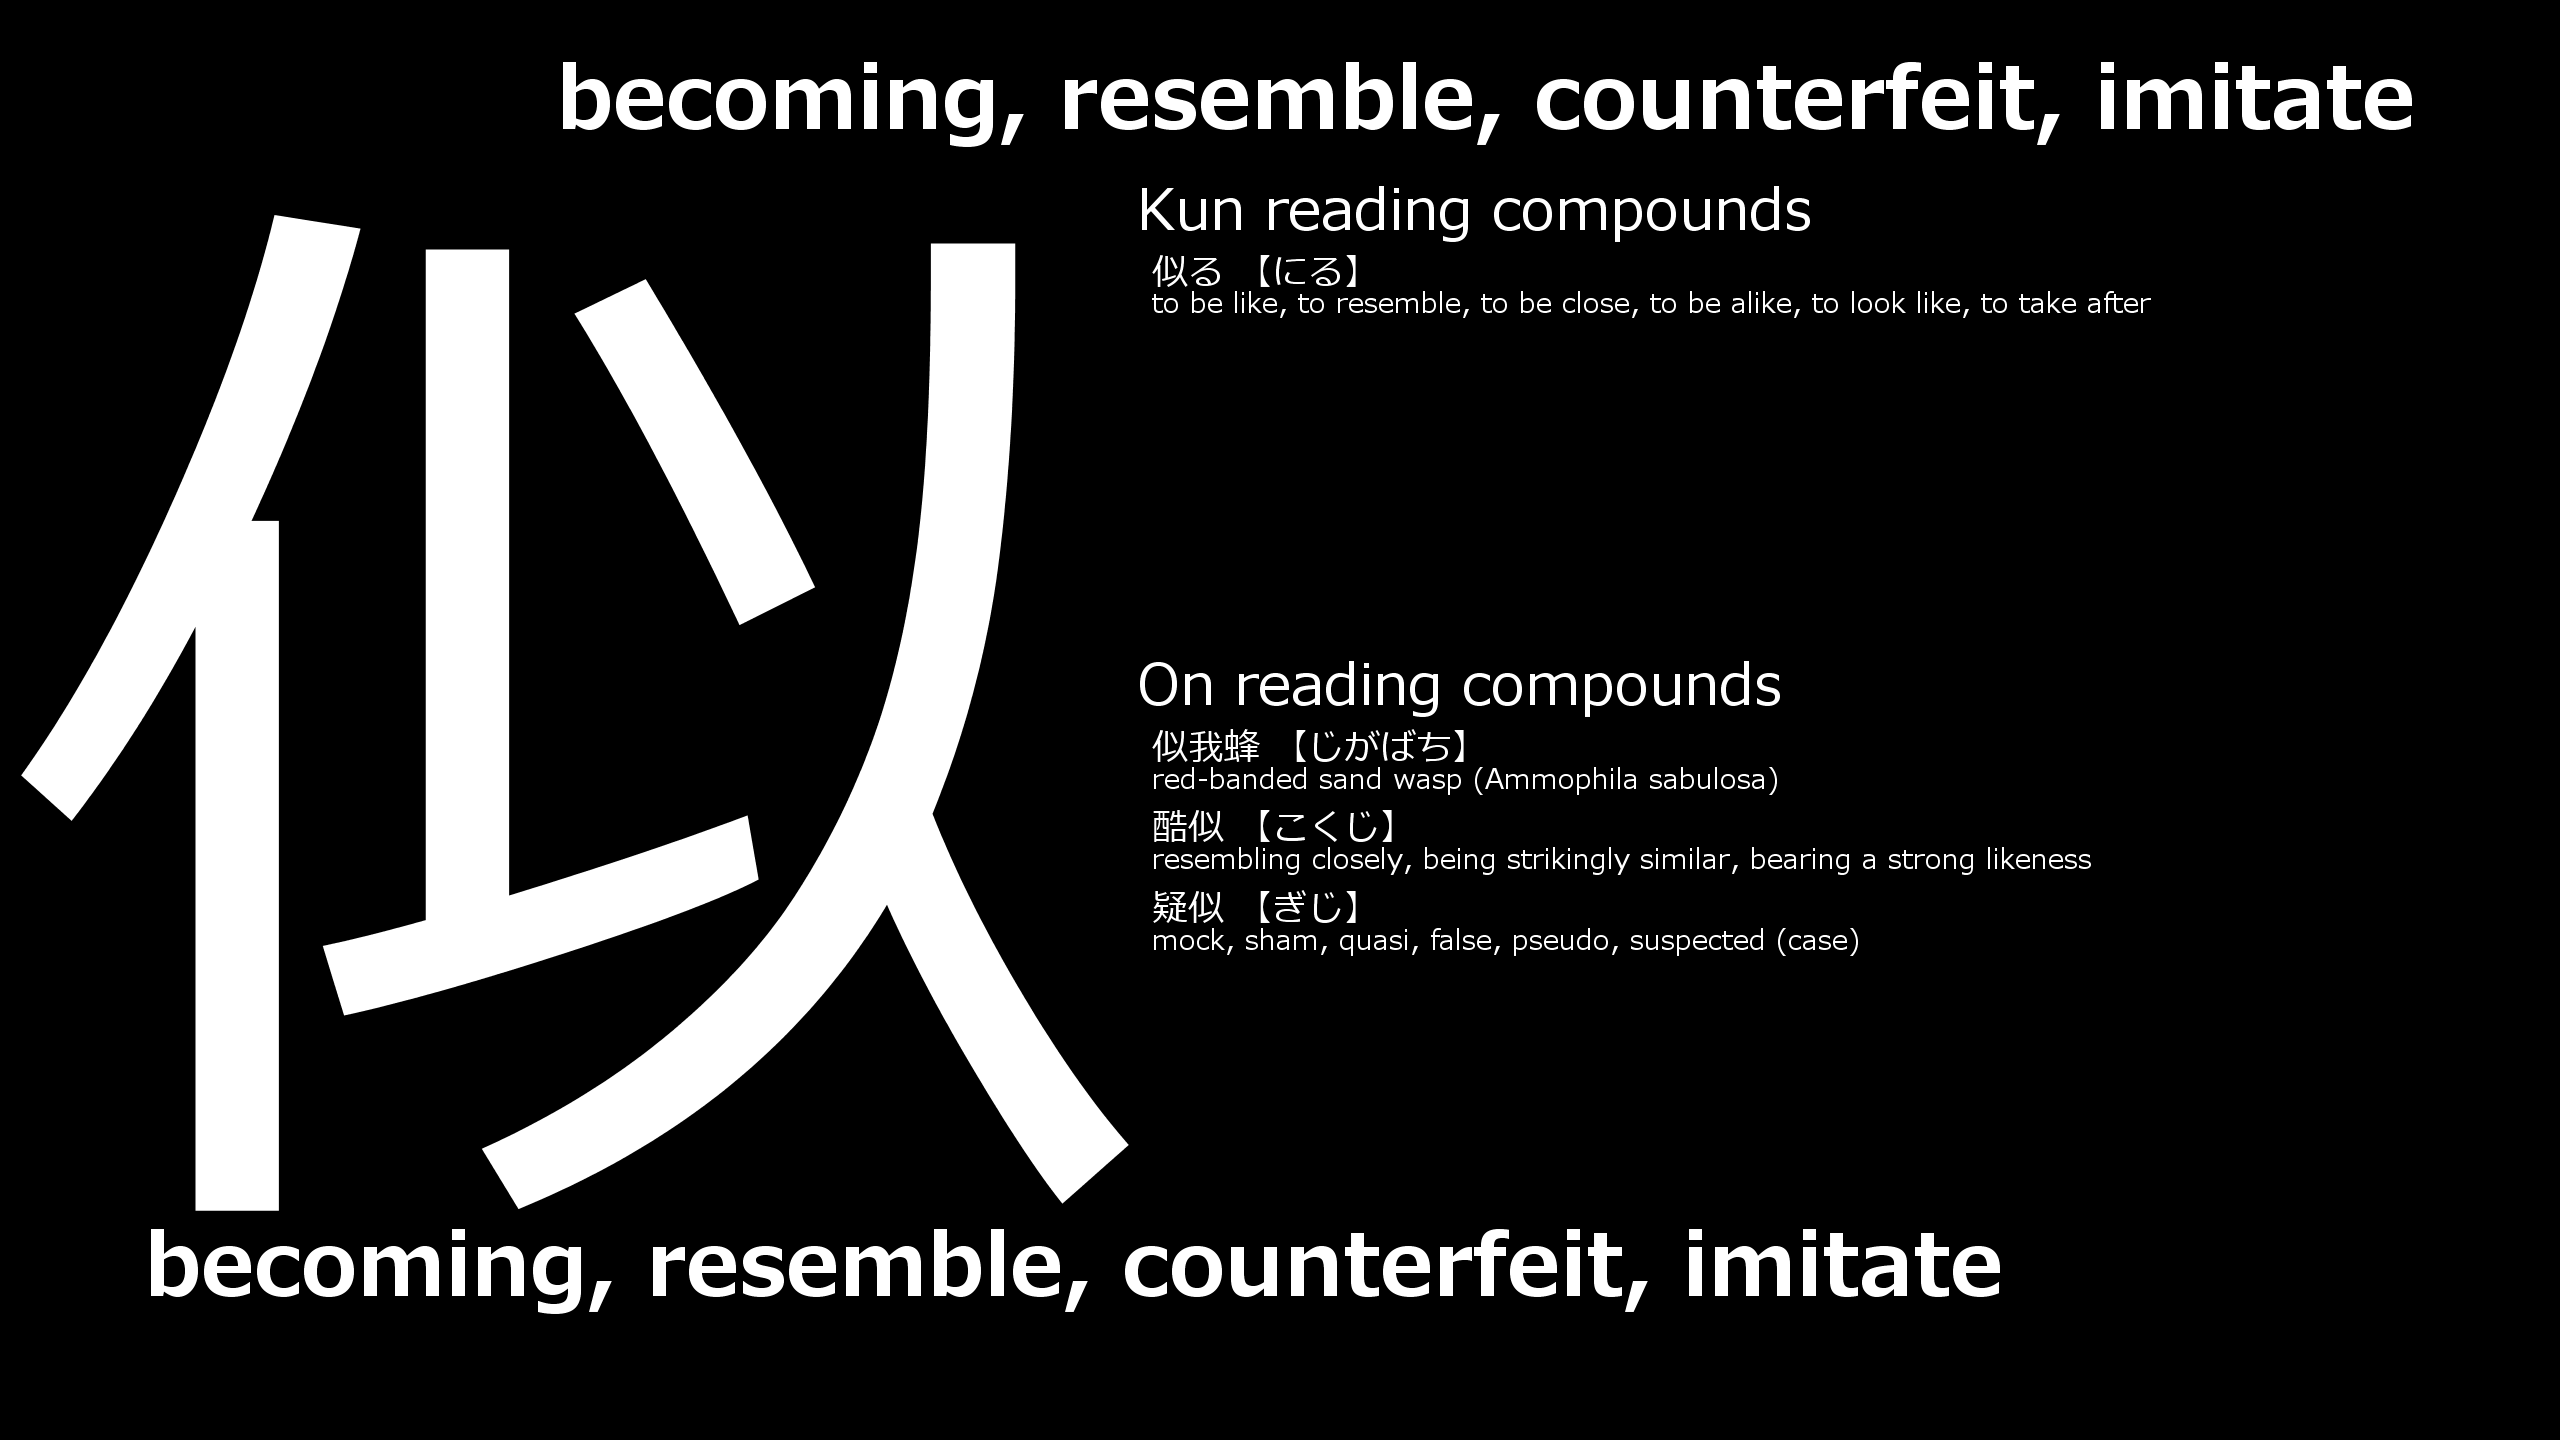 becoming, resemble, counterfeit, imitate
似
Kun reading compounds
似る 【にる】
to be like, to resemble, to be close, to be alike, to look like, to take after
On reading compounds
似我蜂 【じがばち】
red-banded sand wasp (Ammophila sabulosa)
酷似 【こくじ】
resembling closely, being strikingly similar, bearing a strong likeness
疑似 【ぎじ】
mock, sham, quasi, false, pseudo, suspected (case)
becoming, resemble, counterfeit, imitate